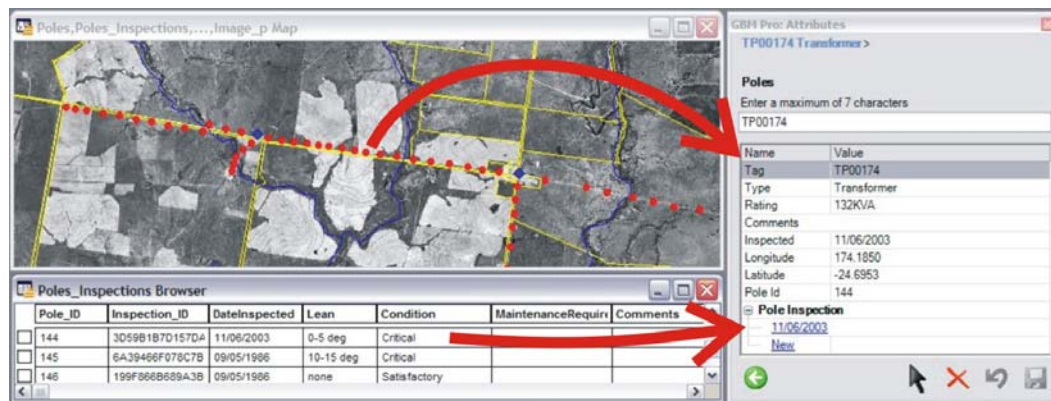 Poles,Poles_Inspections,...,Image_p Map
GBM Pro: Attributes
TP00174 Transformer >
Poles
Enter a maximum of 7 characters
TP00174
Name Value
Tag TP00174
Type Transformer
Rating 132KVA
Comments
Inspected 11/06/2003
Longitude 174.1850
Latitude -24.6953
Pole Id 144
Pole Inspection
11/06/2003
New
Poles_Inspections Browser
Pole_ID Inspection_ID DateInspected Lean Condition MaintenanceRequir Comments
144 3D59B1B7D157DA 11/06/2003 0-5 deg Critical
145 6A39466F078C7B 09/05/1986 10-15 deg Critical
146 199F866B689A3B 09/05/1986 none Satisfactory